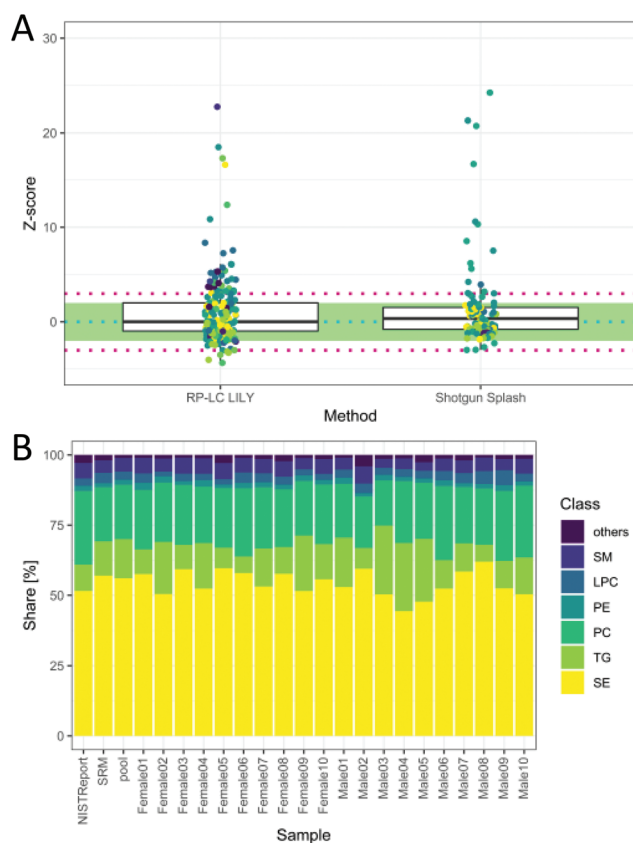 A
30
20
10
0
Z-score
RP-LC LILY
Shotgun Splash
Method
B
100
75
50
25
0
Share [%]
NISTReport
SRM
pool
Female01
Female02
Female03
Female04
Female05
Female06
Female07
Female08
Female09
Female10
Male01
Male02
Male03
Male04
Male05
Male06
Male07
Male08
Male09
Male10
Sample
Class
others
SM
LPC
PE
PC
TG
SE